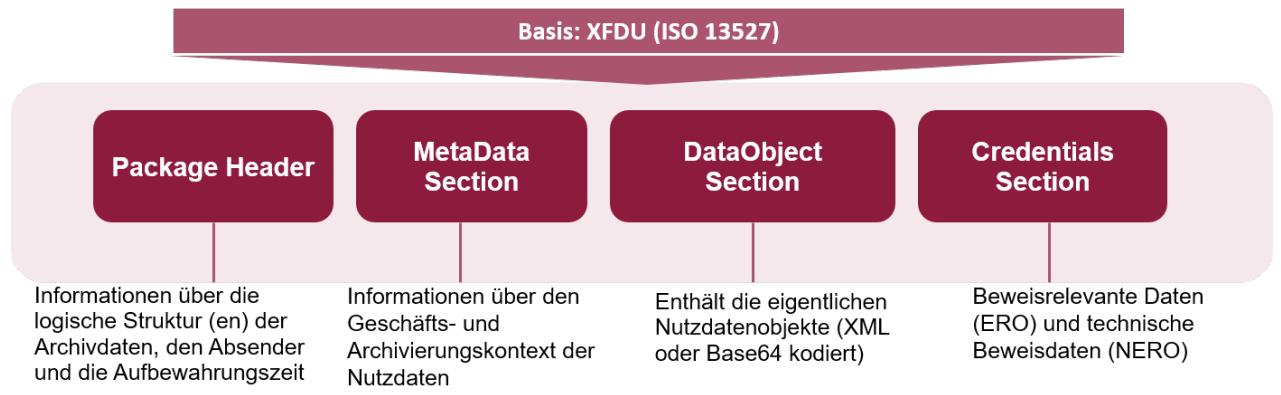 Basis: XFDU (ISO 13527)
Package Header
MetaData
Section
DataObject
Section
Credentials
Section
Informationen über die
logische Struktur (en) der
Archivdaten, den Absender
und die Aufbewahrungszeit
Informationen über den
Geschäfts- und
Archivierungskontext der
Nutzdaten
Enthält die eigentlichen
Nutzdatenobjekte (XML
oder Base64 kodiert)
Beweisrelevante Daten
(ERO) und technische
Beweisdaten (NERO)